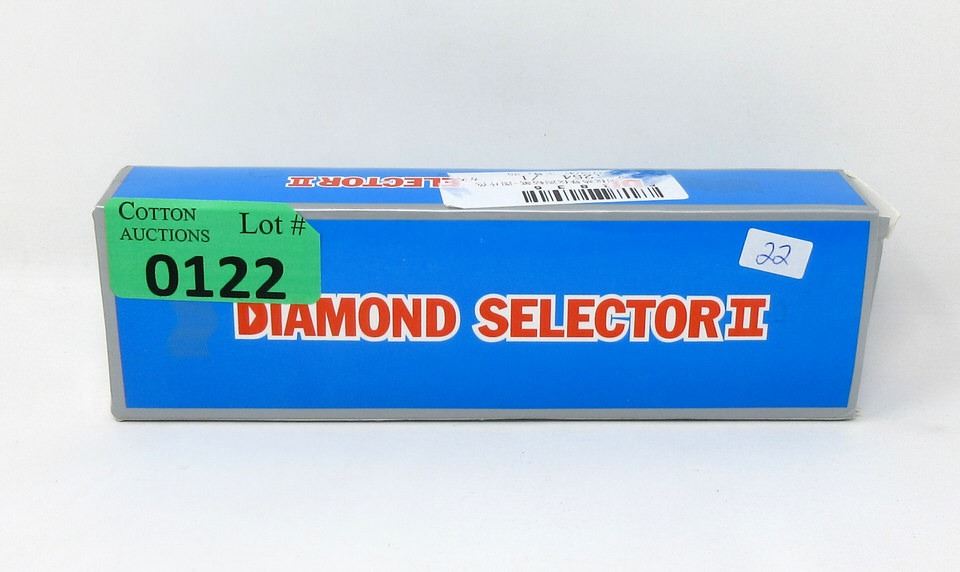 SELECTOR II
COTTON
AUCTIONS
Lot #
0122
22
DIAMOND SELECTOR II